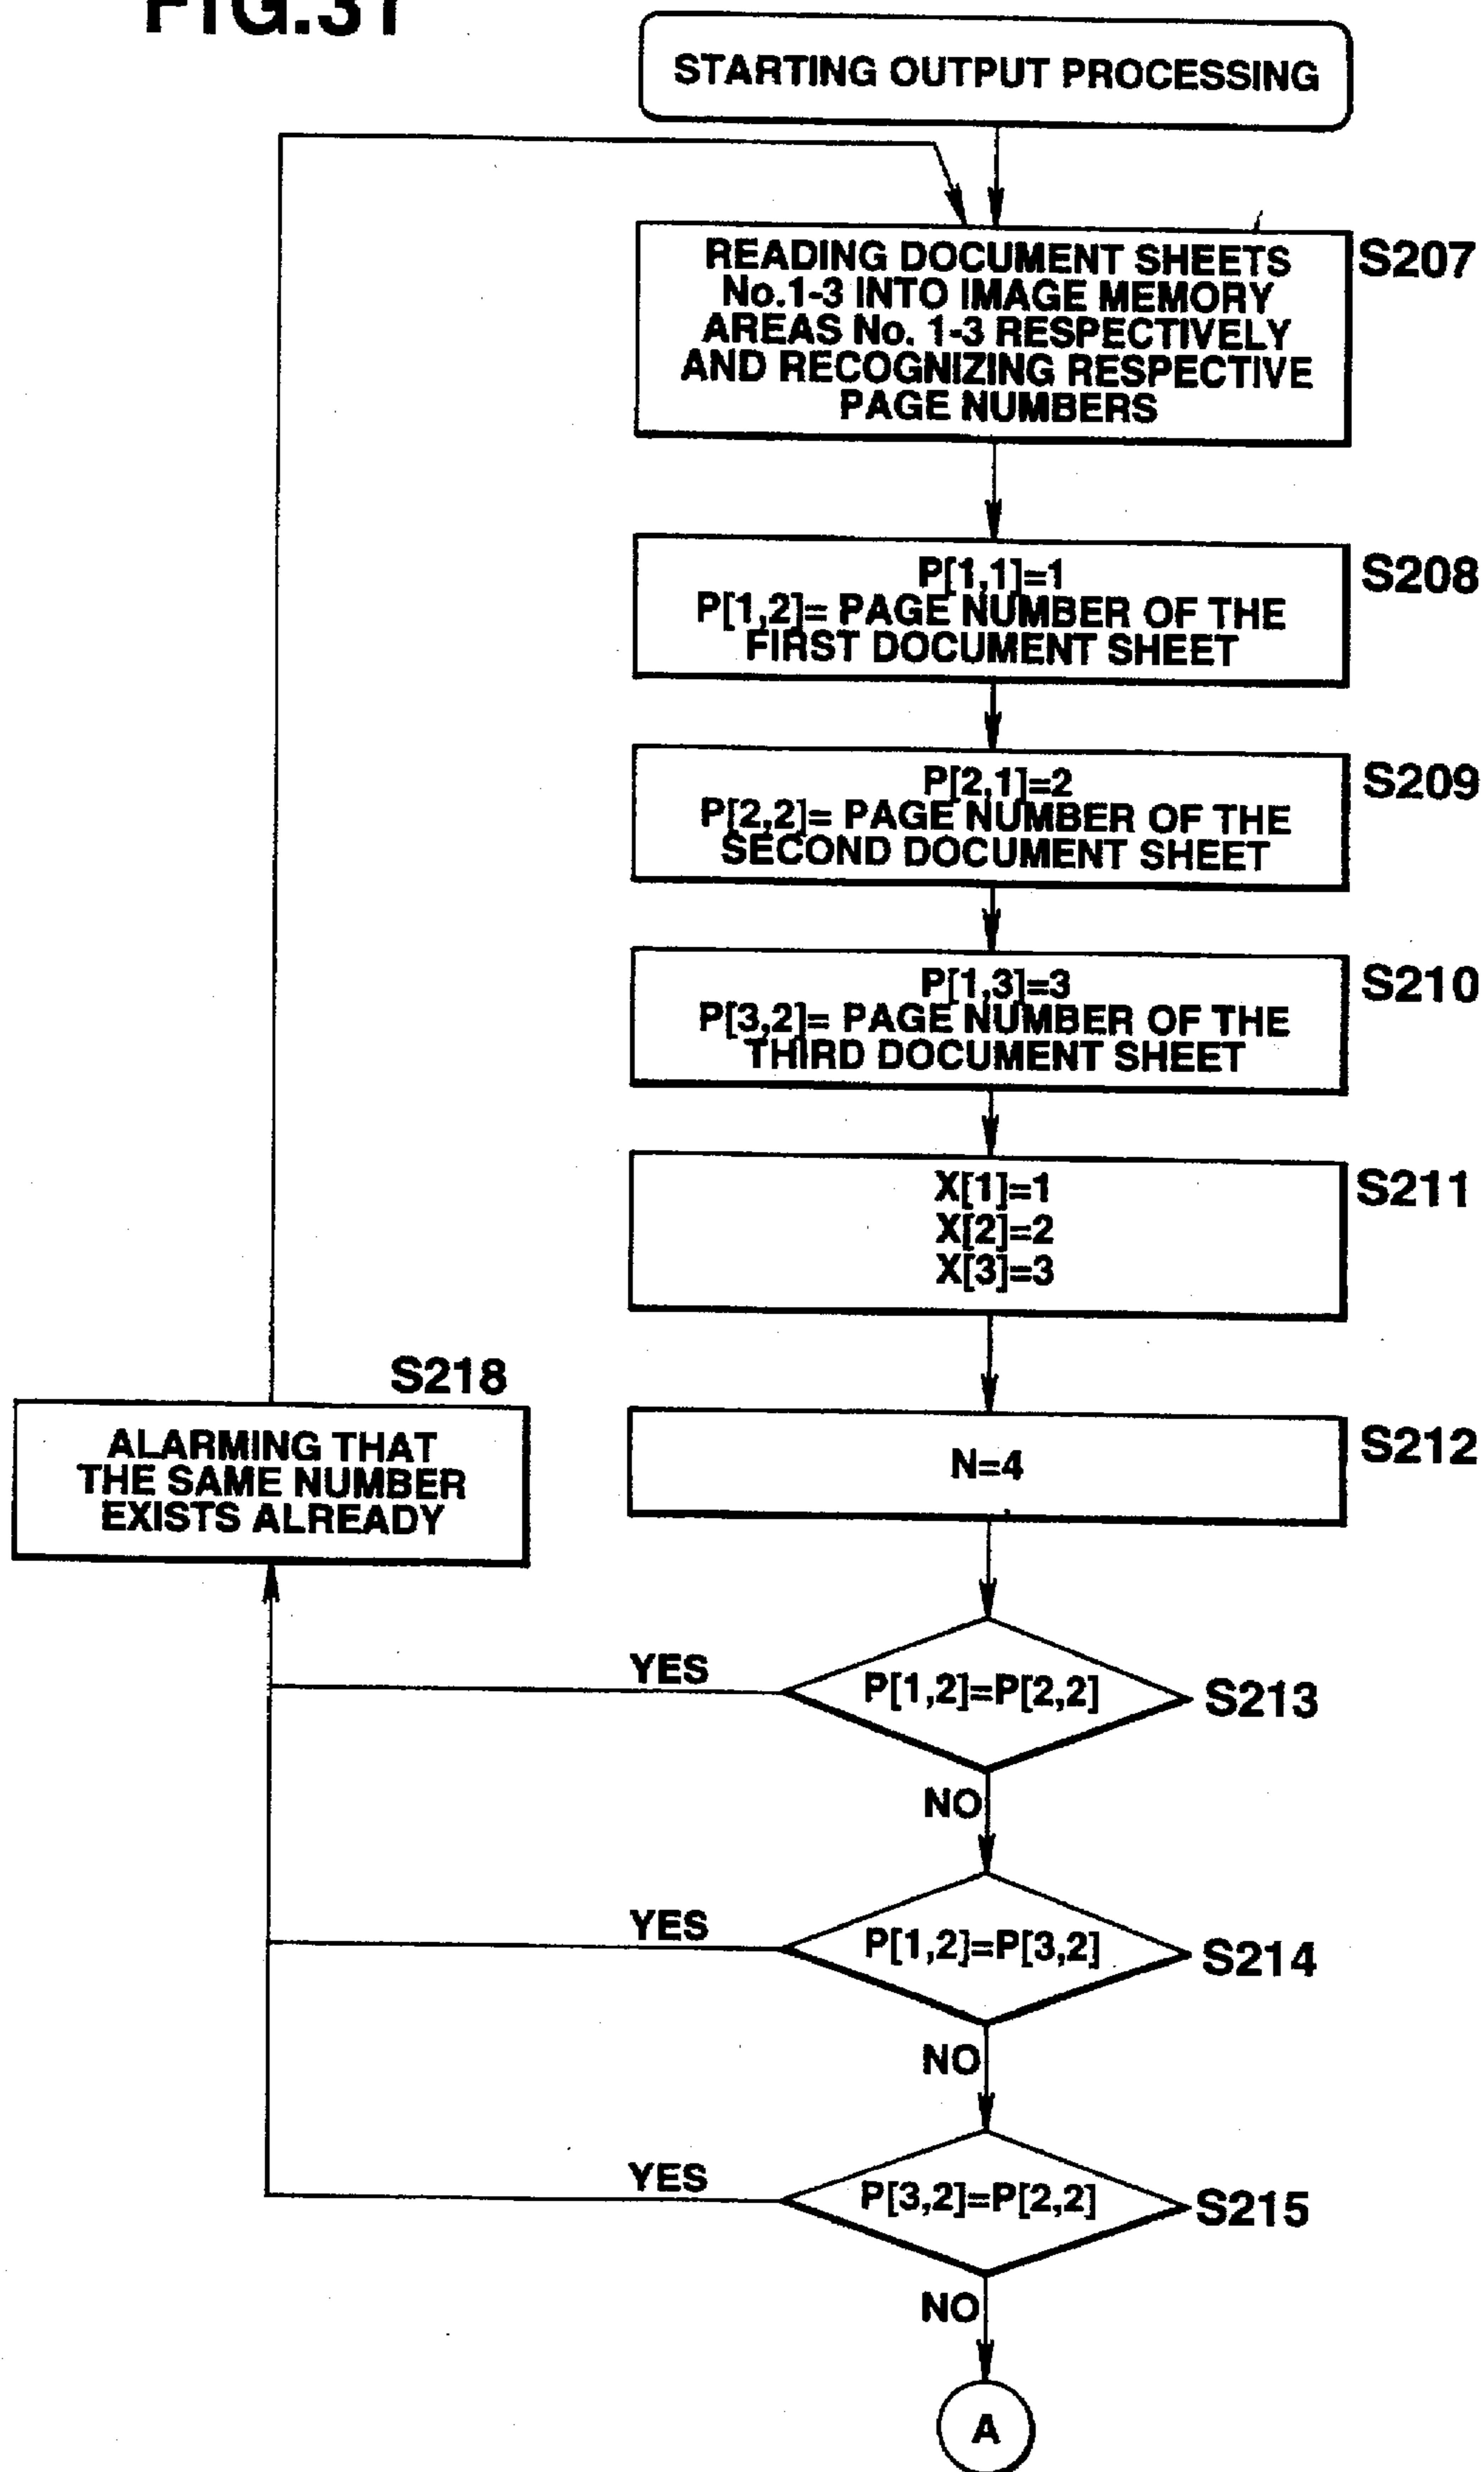 FIG.31
STARTING OUTPUT PROCESSING
READING DOCUMENT SHEETS
No.1-3 INTO IMAGE MEMORY
AREAS No. 1-3 RESPECTIVELY
AND RECOGNIZING RESPECTIVE
PAGE NUMBERS
S207
P[1,1]=1
P[1,2]= PAGE NUMBER OF THE
FIRST DOCUMENT SHEET
S208
P[2,1]=2
P[2,2]= PAGE NUMBER OF THE
SECOND DOCUMENT SHEET
S209
P[1,3]=3
P[3,2]= PAGE NUMBER OF THE
THIRD DOCUMENT SHEET
S210
X[1]=1
X[2]=2
X[3]=3
S211
S218
ALARMING THAT
THE SAME NUMBER
EXISTS ALREADY
N=4
S212
YES
P[1,2]=P[2,2]
S213
NO
YES
P[1,2]=P[3,2]
S214
NO
YES
P[3,2]=P[2,2]
S215
NO
A